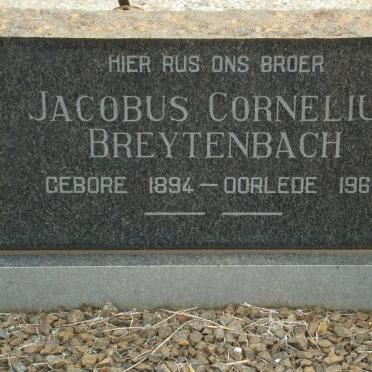 HIER RUS ONS BROER
JACOBUS CORNELIU
BREYTENBACH
GEBORE 1894 — OORLEDE 196